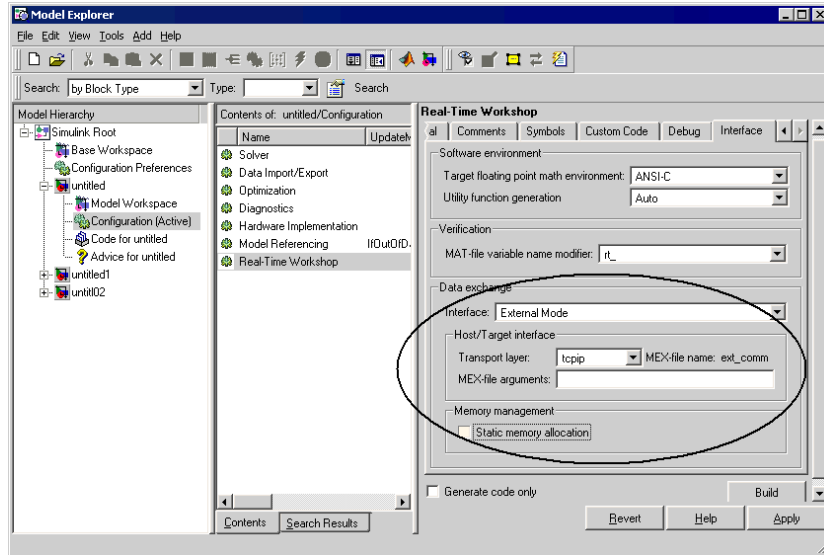 Model Explorer
File Edit View Tools Add Help
Search: by Block Type Type: Search
Model Hierarchy
Simulink Root
Base Workspace
Configuration Preferences
untitled
Model Workspace
Configuration (Active)
Code for untitled
Advice for untitled
untitled1
untitl02
Contents of: untitled/Configuration
Name UpdateM
Solver
Data Import/Export
Optimization
Diagnostics
Hardware Implementation
Model Referencing IfOutOfD.
Real-Time Workshop
Contents Search Results
Real-Time Workshop
al Comments Symbols Custom Code Debug Interface
Software environment
Target floating point math environment: ANSI-C
Utility function generation Auto
Verification
MAT-file variable name modifier: rt_
Data exchange
Interface: External Mode
Host/Target interface
Transport layer: tcpip MEX-file name: ext_comm
MEX-file arguments:
Memory management
Static memory allocation
Generate code only Build
Revert Help Apply